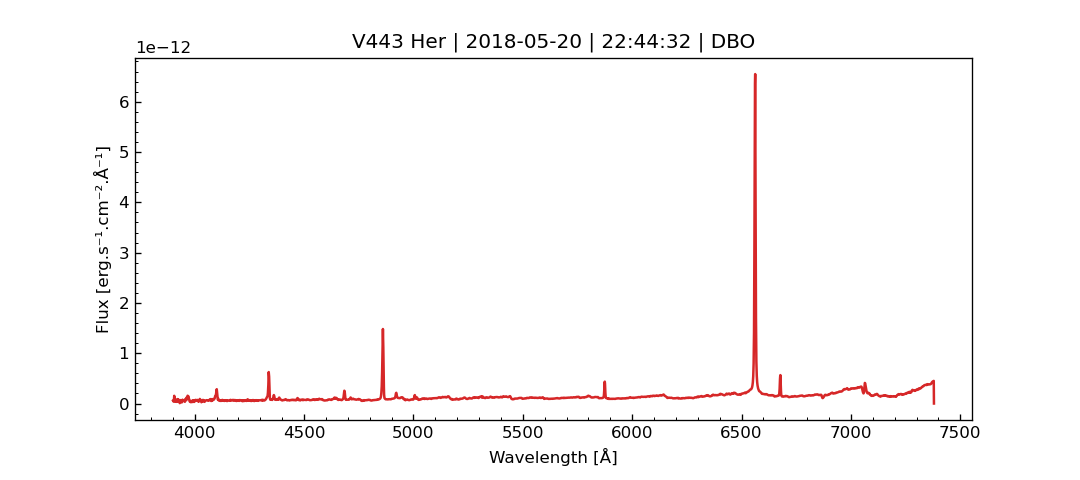 V443 Her | 2018-05-20 | 22:44:32 | DBO
1e−12
6
5
4
3
2
1
0
Flux [erg.s⁻¹.cm⁻².Å⁻¹]
4000 4500 5000 5500 6000 6500 7000 7500
Wavelength [Å]